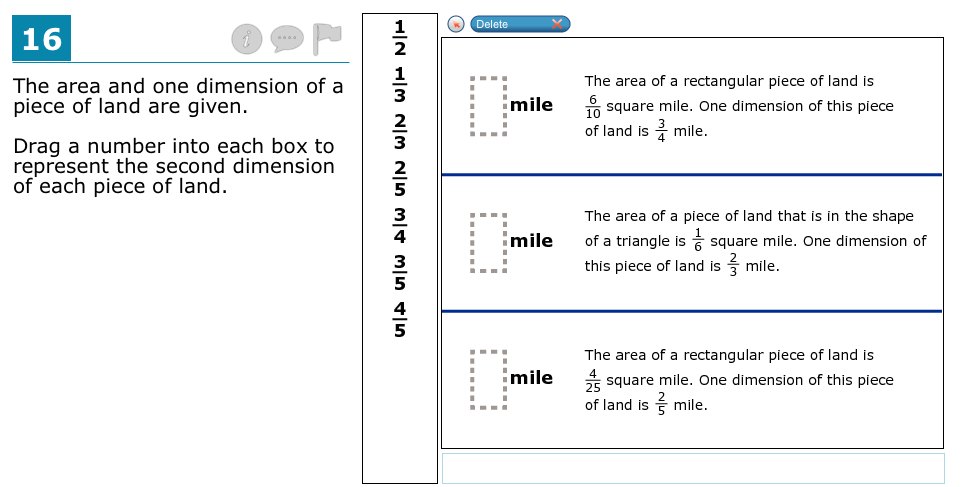 16
The area and one dimension of a
piece of land are given.
Drag a number into each box to
represent the second dimension
of each piece of land.
1/2
1/3
2/3
2/5
3/4
3/5
4/5
Delete
mile
The area of a rectangular piece of land is
6/10 square mile. One dimension of this piece
of land is 3/4 mile.
mile
The area of a piece of land that is in the shape
of a triangle is 1/6 square mile. One dimension of
this piece of land is 2/3 mile.
mile
The area of a rectangular piece of land is
4/25 square mile. One dimension of this piece
of land is 2/5 mile.